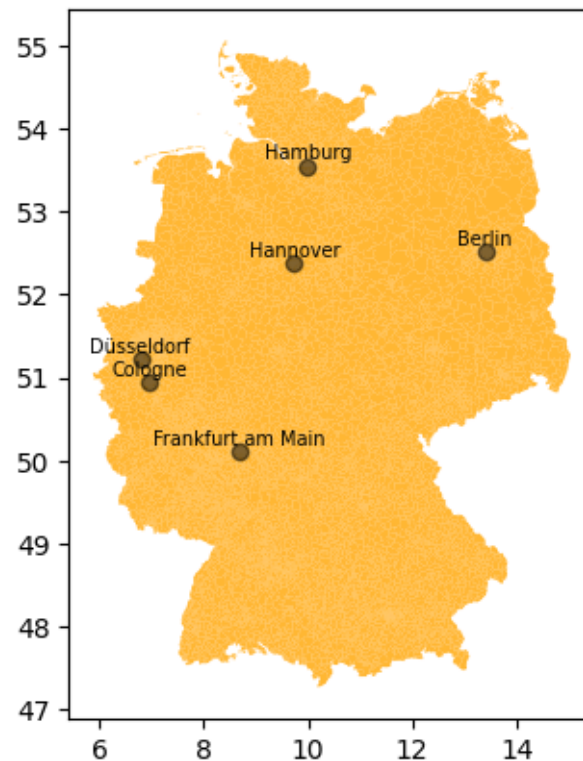 55
54
Hamburg
53
Hannover
Berlin
52
Düsseldorf
Cologne
51
Frankfurt am Main
50
49
48
47
6 8 10 12 14